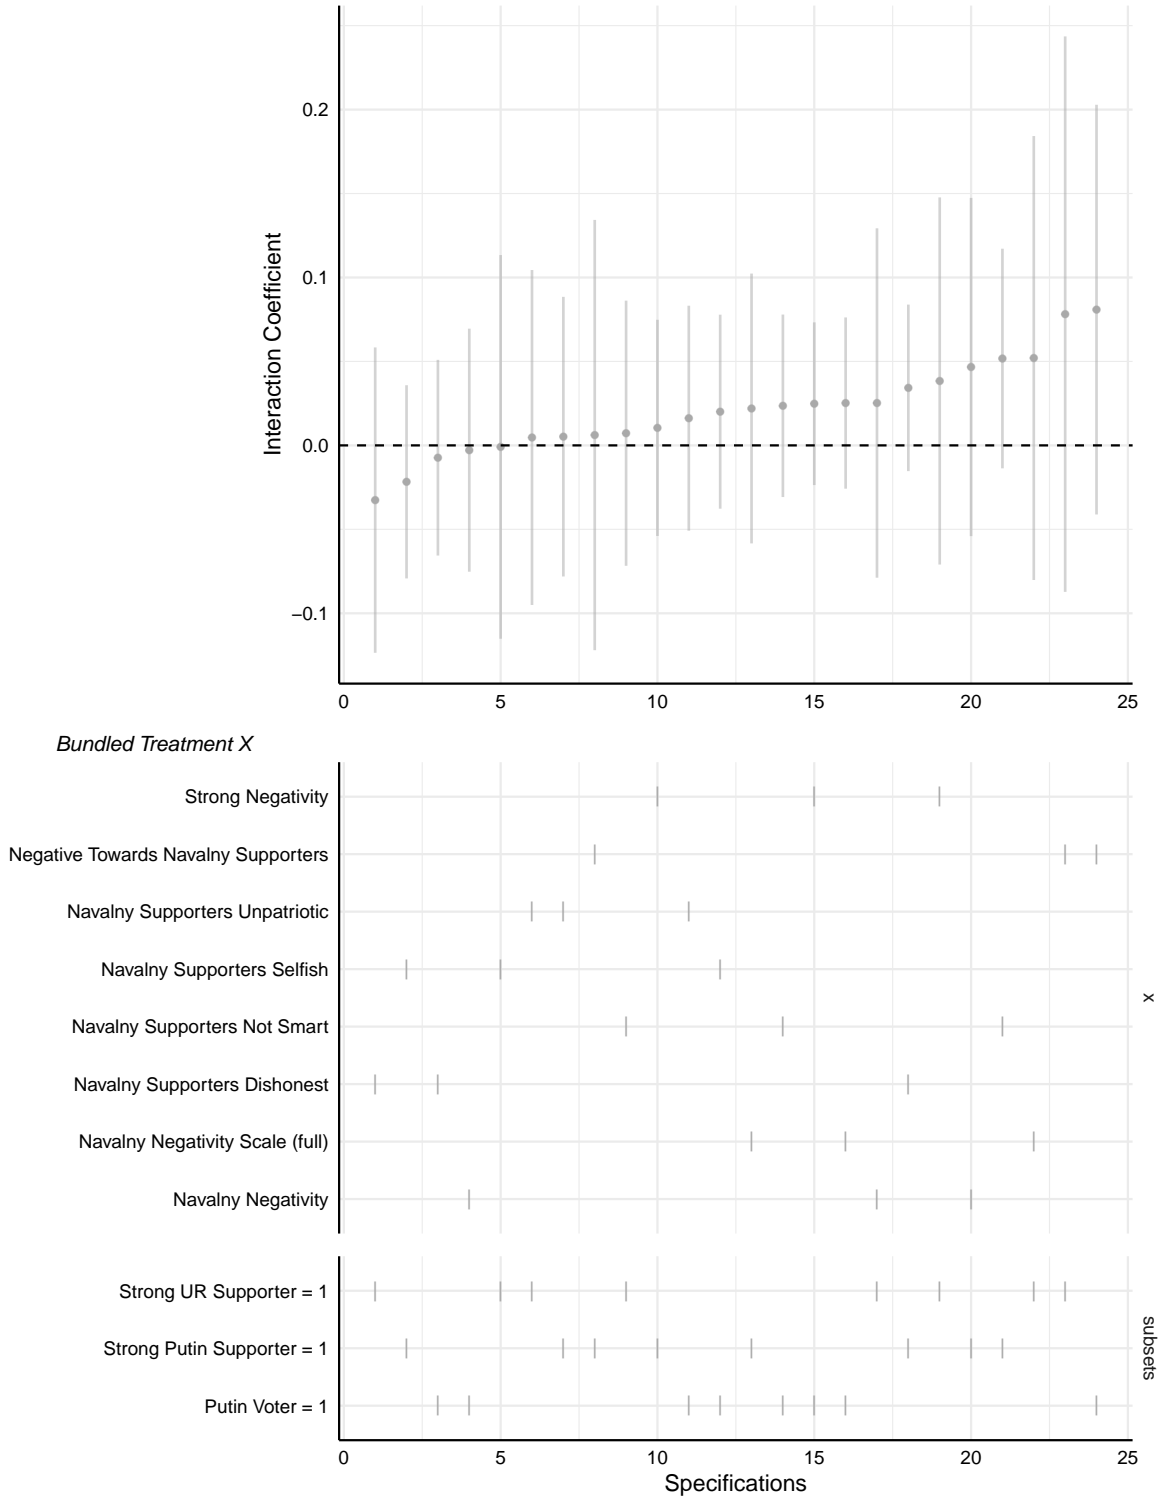 0.2
0.1
0.0
−0.1
Interaction Coefficient
0 5 10 15 20 25
Bundled Treatment X
Strong Negativity
Negative Towards Navalny Supporters
Navalny Supporters Unpatriotic
Navalny Supporters Selfish
Navalny Supporters Not Smart
Navalny Supporters Dishonest
Navalny Negativity Scale (full)
Navalny Negativity
x
Strong UR Supporter = 1
Strong Putin Supporter = 1
Putin Voter = 1
subsets
0 5 10 15 20 25
Specifications